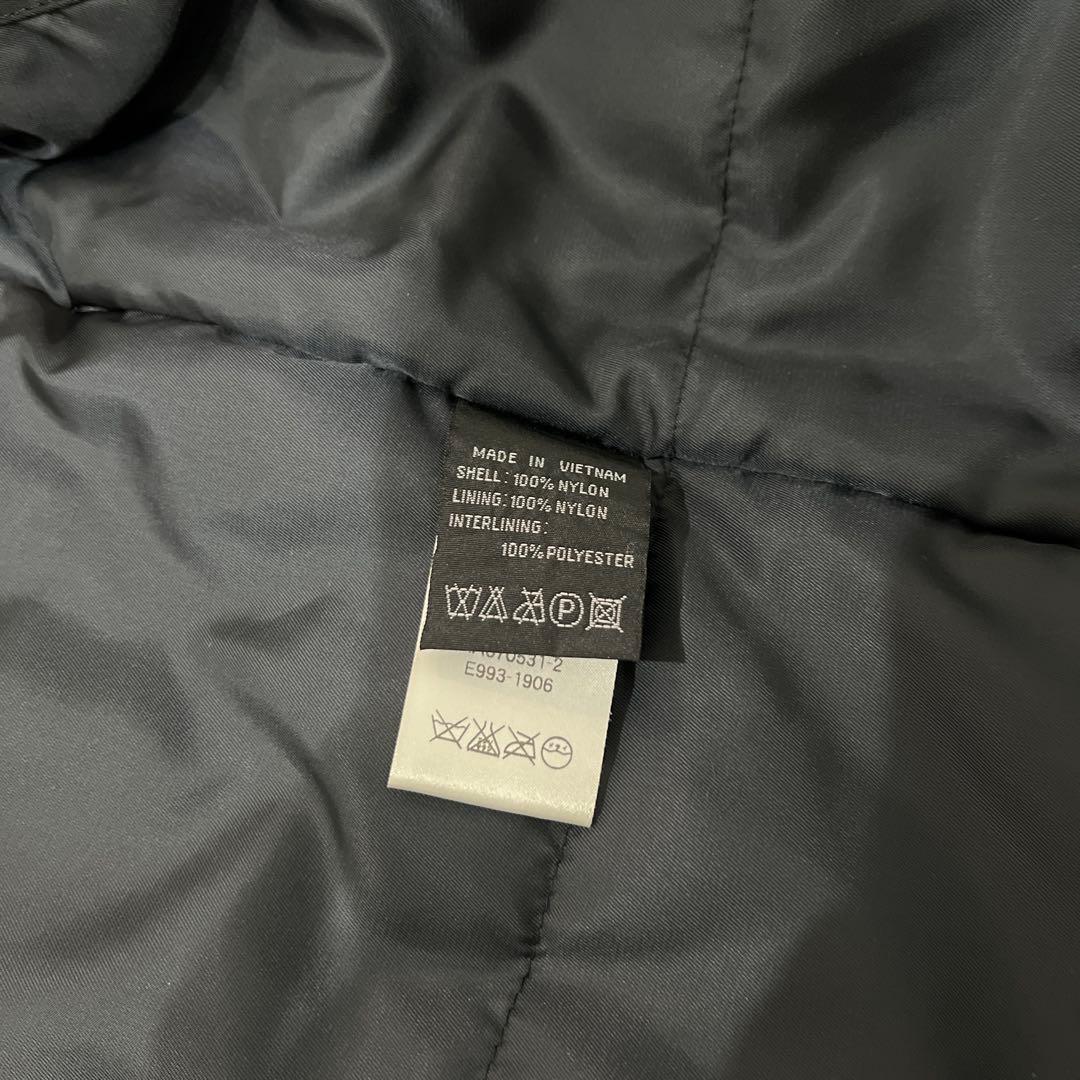 MADE IN VIETNAM
SHELL: 100% NYLON
LINING: 100% NYLON
INTERLINING:
100% POLYESTER
P
E993-1906